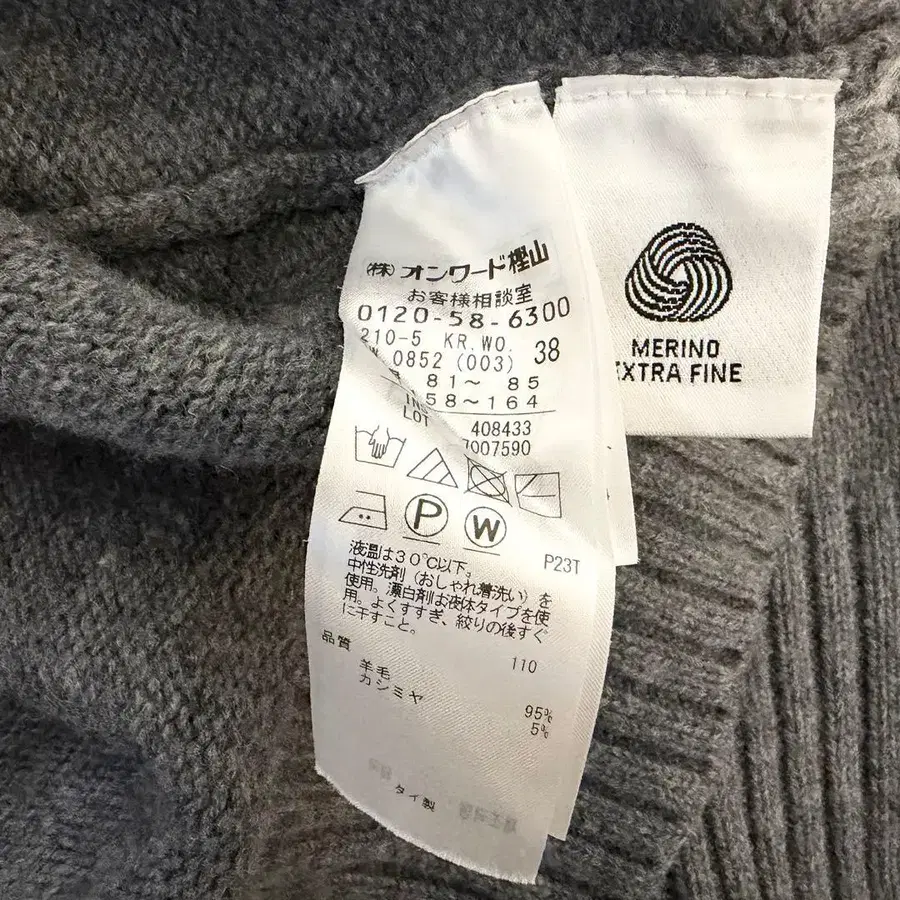 (株)オンワード樫山
お客様相談室
0120-58-6300
210-5 KR.WO.
0852 (003) 38
81～ 85
58～164
LOT 408433
7007590
P
W
P23T
液温は30℃以下。
中性洗剤(おしゃれ着洗い)を
使用。漂白剤は液体タイプを使
用。よくすすぎ、絞りの後すぐ
に干すこと。
品質 110
羊毛 95%
カシミヤ 5%
タイ製
MERINO
EXTRA FINE